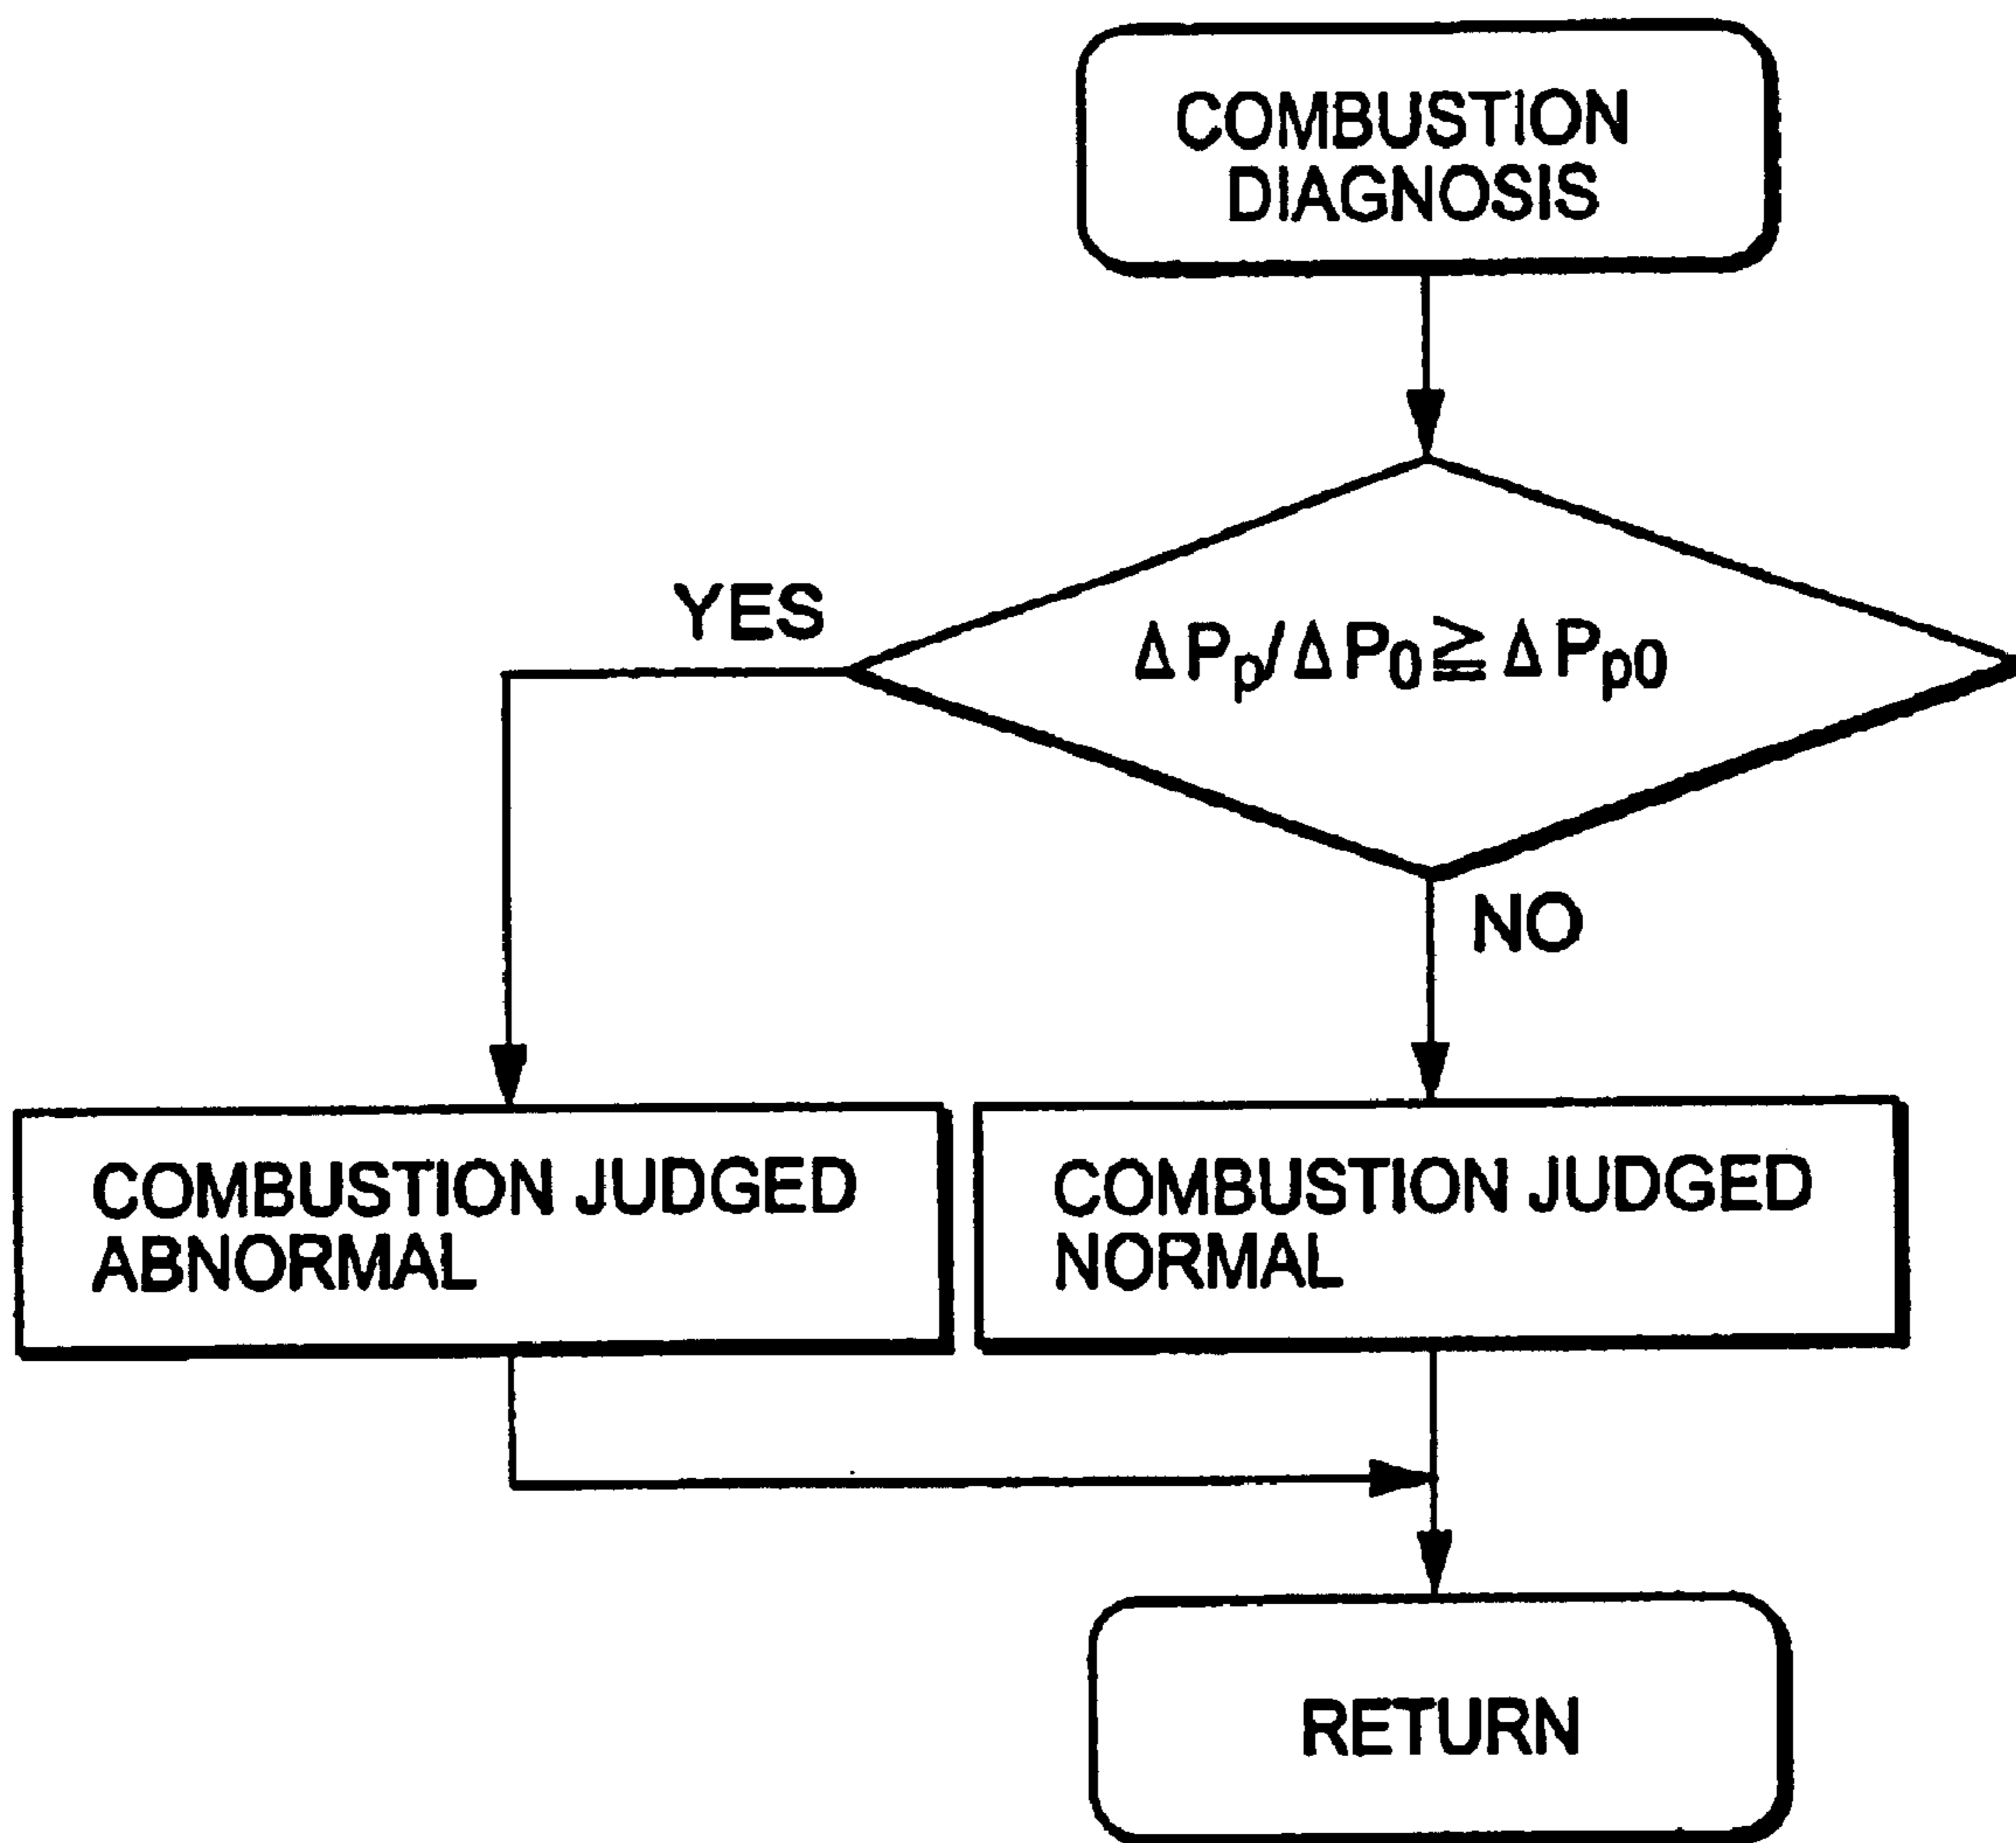 COMBUSTION
DIAGNOSIS
YES
ΔPp/ΔP0≧ΔPp0
NO
COMBUSTION JUDGED
ABNORMAL
COMBUSTION JUDGED
NORMAL
RETURN